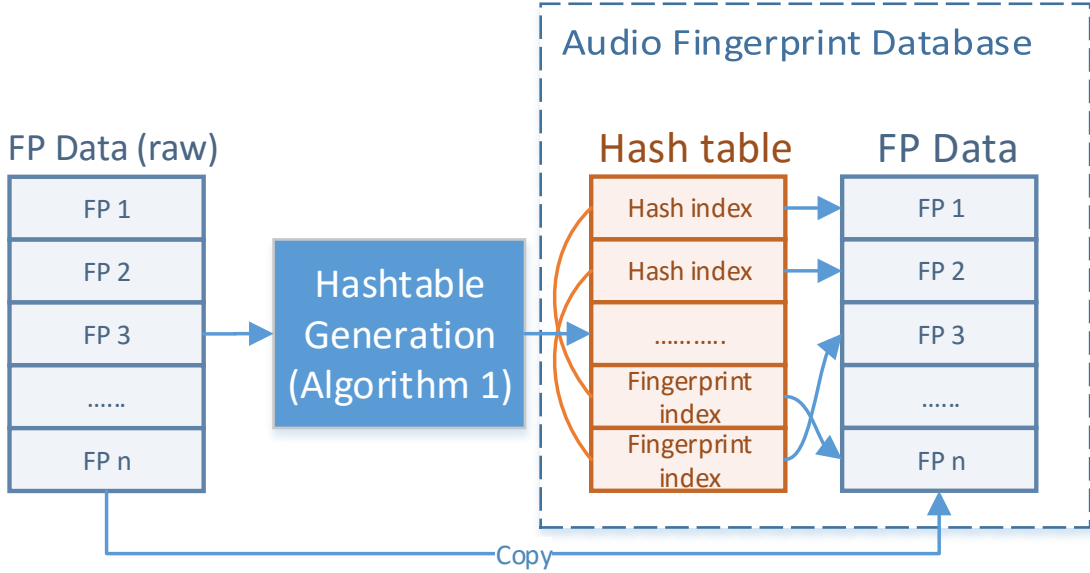 Audio Fingerprint Database
FP Data (raw)
FP 1
FP 2
FP 3
......
FP n
Hashtable
Generation
(Algorithm 1)
Hash table
Hash index
Hash index
...........
Fingerprint
index
Fingerprint
index
FP Data
FP 1
FP 2
FP 3
......
FP n
Copy